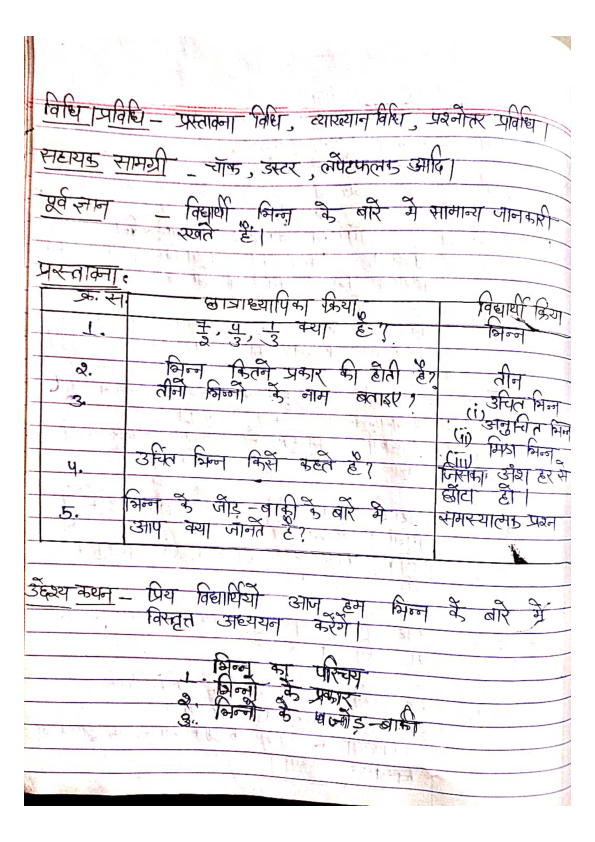 विधि/प्रविधि - प्रस्तावना विधि, व्याख्यान विधि, प्रश्नोतर प्रविधि।
सहायक सामग्री - चॉक, डस्टर, लपेटफलक आदि।
पूर्व ज्ञान - विद्यार्थी भिन्न के बारे में सामान्य जानकारी
रखते हैं।
प्रस्तावना:
क्र. स. छात्राध्यापिका क्रिया विद्यार्थी क्रिया
1. 7/2, 4/3, 1/3 क्या है-? भिन्न
2. भिन्न कितने प्रकार की होती है? तीन
3. तीनों भिन्नों के नाम बताइए? (i) उचित भिन्न
(ii) अनुचित भिन्न
(iii) मिश्र भिन्न
4. उचित भिन्न किसे कहते है? जिसका अंश हर से
छोटा हो।
5. भिन्न के जोड़-बाकी के बारे में समस्यात्मक प्रश्न
आप क्या जानते हैं?
उद्देश्य कथन - प्रिय विद्यार्थियों आज हम भिन्न के बारे में
विस्तृत अध्ययन करेंगे।
1. भिन्न का परिचय
2. भिन्नों के प्रकार
3. भिन्नों के जोड़-बाकी